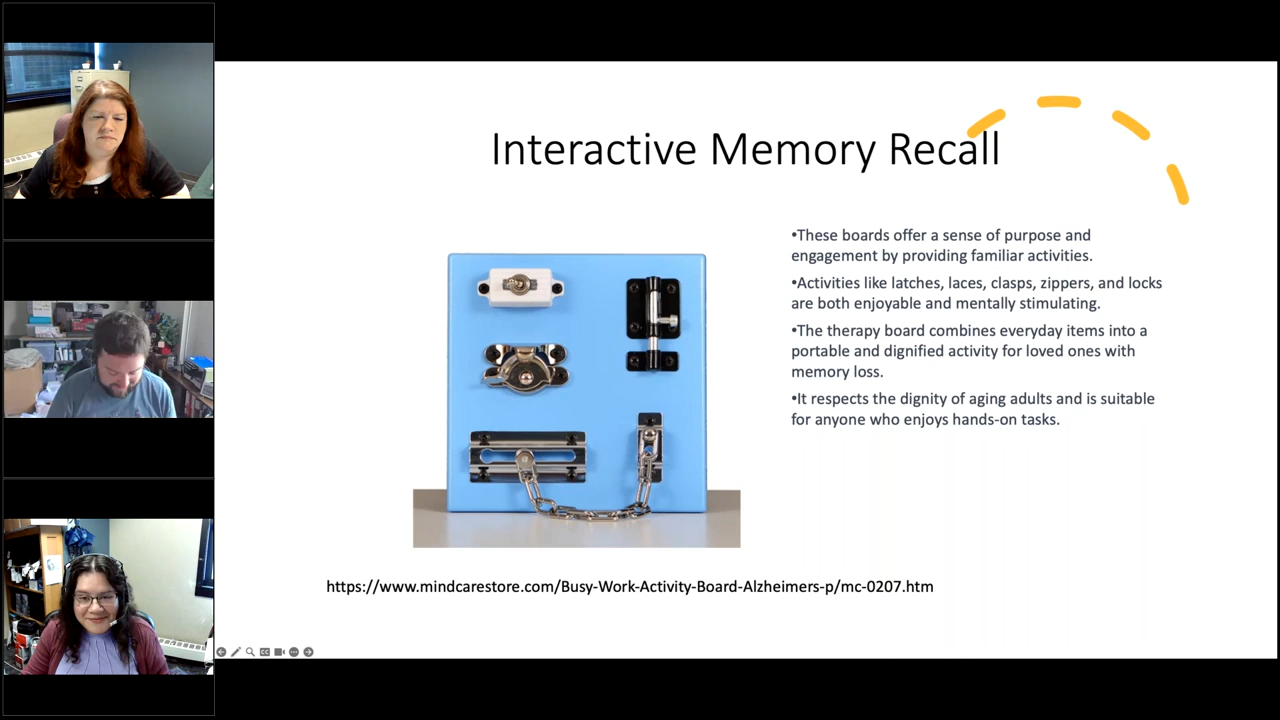 Interactive Memory Recall
•These boards offer a sense of purpose and
engagement by providing familiar activities.
•Activities like latches, laces, clasps, zippers, and locks
are both enjoyable and mentally stimulating.
•The therapy board combines everyday items into a
portable and dignified activity for loved ones with
memory loss.
•It respects the dignity of aging adults and is suitable
for anyone who enjoys hands-on tasks.
https://www.mindcarestore.com/Busy-Work-Activity-Board-Alzheimers-p/mc-0207.htm